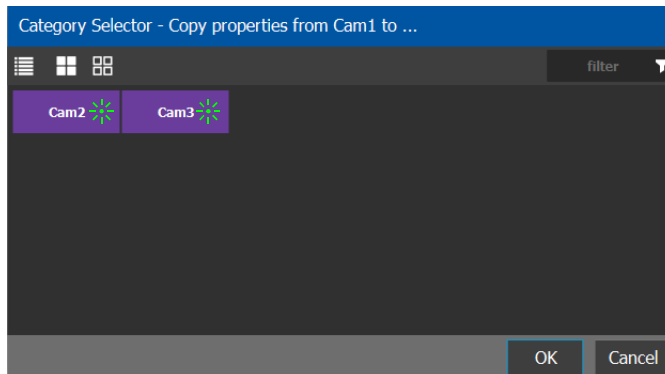 Category Selector - Copy properties from Cam1 to ...
filter
Cam2 Cam3
OK Cancel